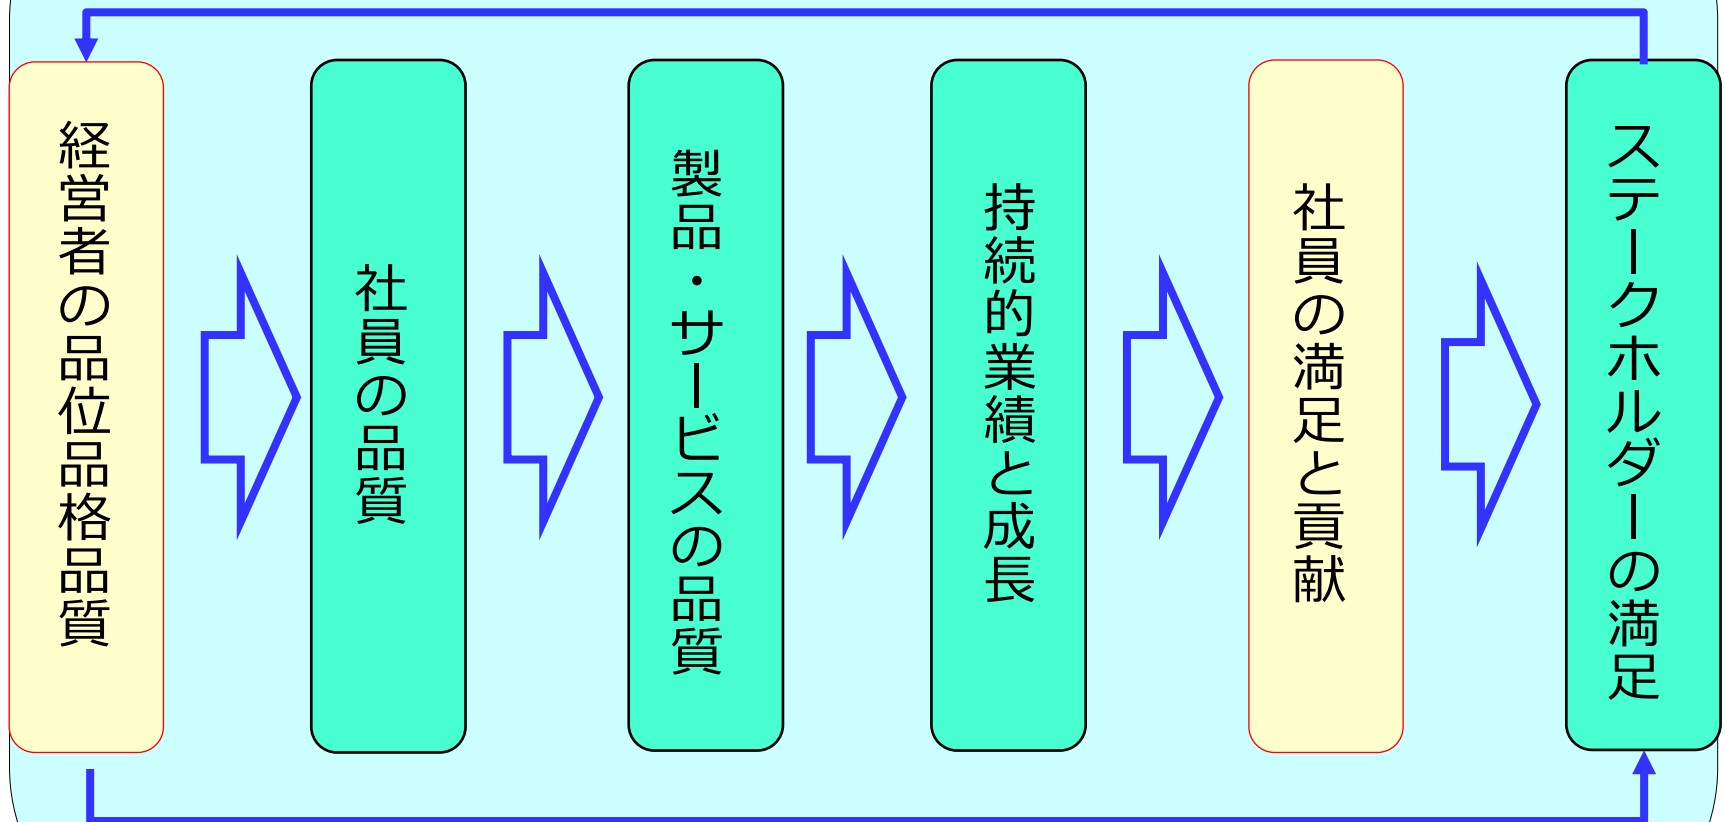 経営者の品位品格品質
社員の品質
製品・サービスの品質
持続的業績と成長
社員の満足と貢献
ステークホルダーの満足